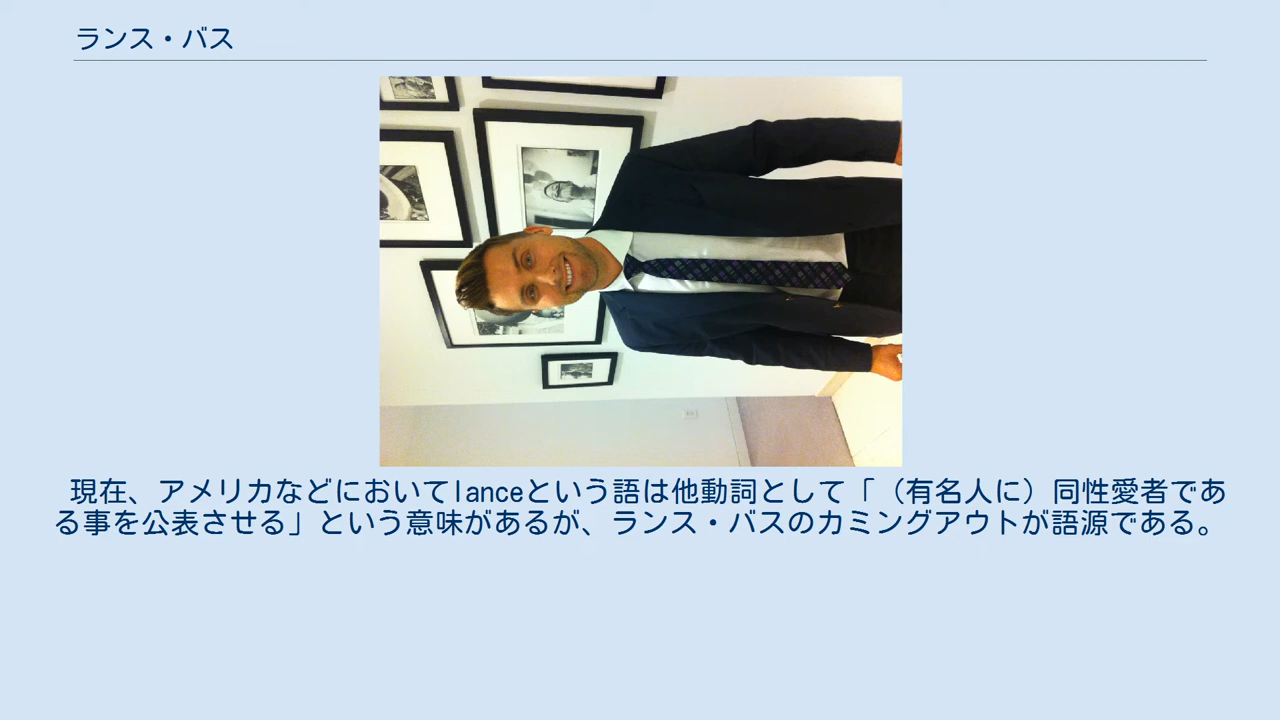 ランス・バス
現在、アメリカなどにおいてlanceという語は他動詞として「（有名人に）同性愛者であ
る事を公表させる」という意味があるが、ランス・バスのカミングアウトが語源である。